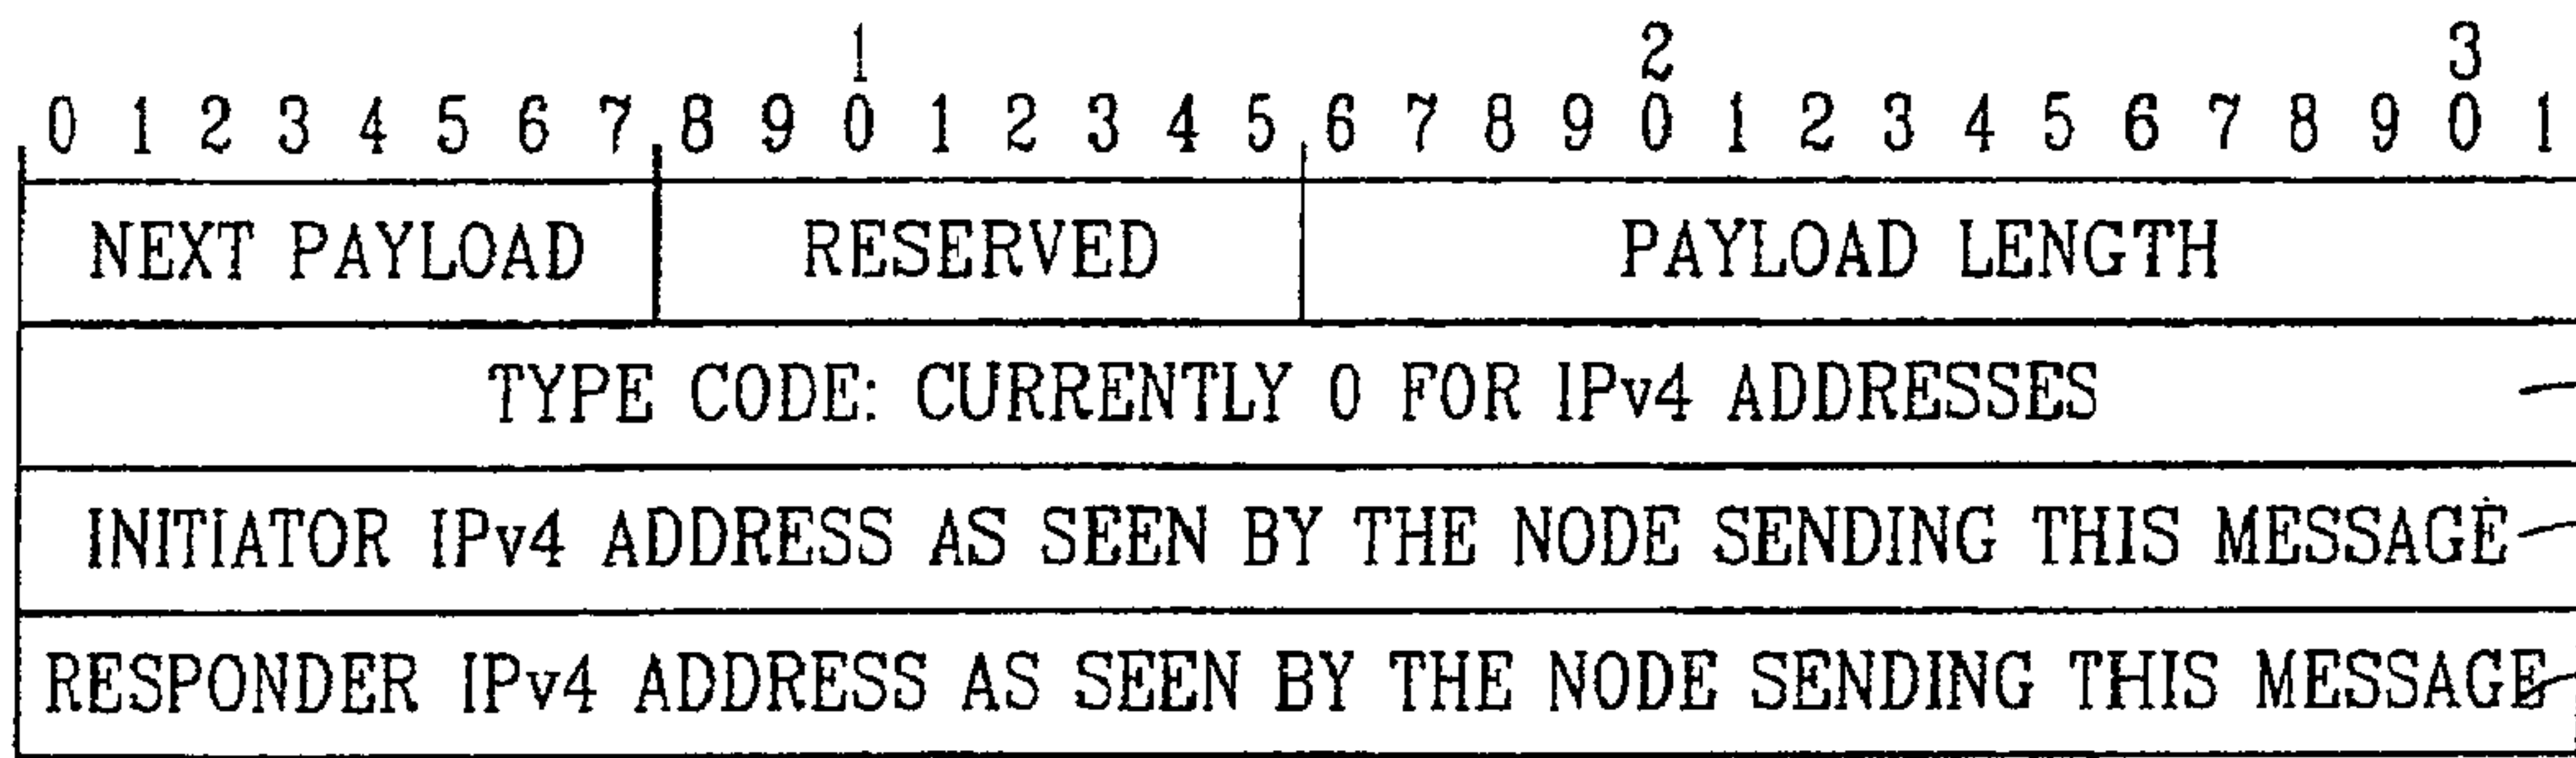 1 2 3
0 1 2 3 4 5 6 7 8 9 0 1 2 3 4 5 6 7 8 9 0 1 2 3 4 5 6 7 8 9 0 1
NEXT PAYLOAD RESERVED PAYLOAD LENGTH
TYPE CODE: CURRENTLY 0 FOR IPv4 ADDRESSES
INITIATOR IPv4 ADDRESS AS SEEN BY THE NODE SENDING THIS MESSAGE
RESPONDER IPv4 ADDRESS AS SEEN BY THE NODE SENDING THIS MESSAGE